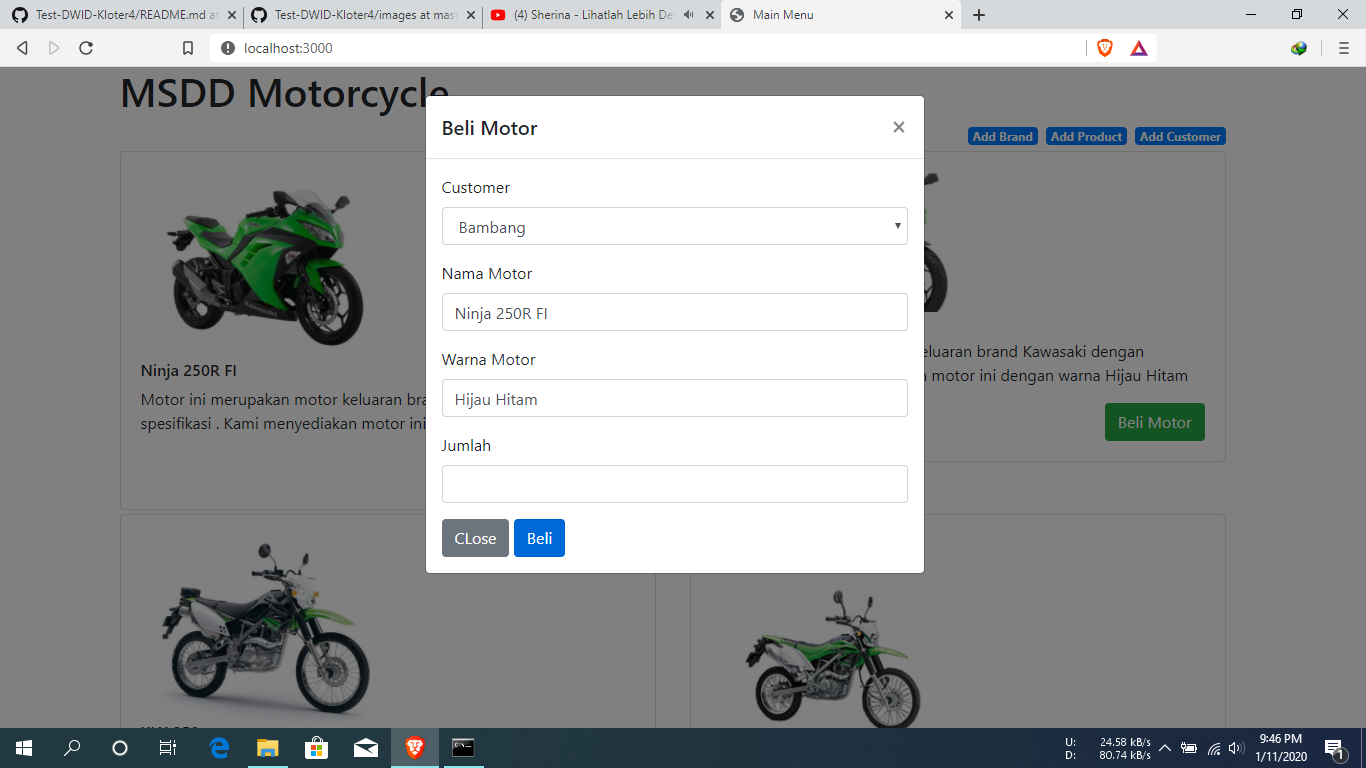 Test-DWID-Kloter4/README.md at
Test-DWID-Kloter4/images at mast
(4) Sherina - Lihatlah Lebih De
Main Menu
localhost:3000
MSDD Motorcycle
Add Brand Add Product Add Customer
Beli Motor
×
Customer
Bambang
Nama Motor
Ninja 250R FI
Warna Motor
Hijau Hitam
Jumlah
CLose Beli
Ninja 250R FI
Motor ini merupakan motor keluaran bra
spesifikasi . Kami menyediakan motor ini
eluaran brand Kawasaki dengan
motor ini dengan warna Hijau Hitam
Beli Motor
U: 24.58 kB/s
D: 80.74 kB/s
9:46 PM
1/11/2020
1